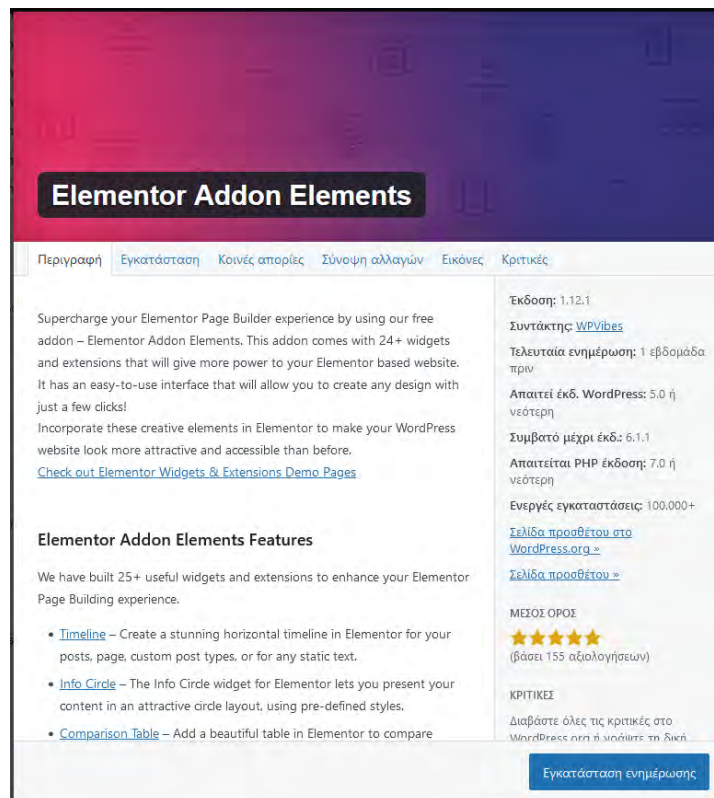 Elementor Addon Elements
Περιγραφή Εγκατάσταση Κοινές απορίες Σύνοψη αλλαγών Εικόνες Κριτικές
Supercharge your Elementor Page Builder experience by using our free
addon – Elementor Addon Elements. This addon comes with 24+ widgets
and extensions that will give more power to your Elementor based website.
It has an easy-to-use interface that will allow you to create any design with
just a few clicks!
Incorporate these creative elements in Elementor to make your WordPress
website look more attractive and accessible than before.
Check out Elementor Widgets & Extensions Demo Pages
Elementor Addon Elements Features
We have built 25+ useful widgets and extensions to enhance your Elementor
Page Building experience.
• Timeline – Create a stunning horizontal timeline in Elementor for your
posts, page, custom post types, or for any static text.
• Info Circle – The Info Circle widget for Elementor lets you present your
content in an attractive circle layout, using pre-defined styles.
• Comparison Table – Add a beautiful table in Elementor to compare
Έκδοση: 1.12.1
Συντάκτης: WPVibes
Τελευταία ενημέρωση: 1 εβδομάδα
πριν
Απαιτεί έκδ. WordPress: 5.0 ή
νεότερη
Συμβατό μέχρι έκδ.: 6.1.1
Απαιτείται PHP έκδοση: 7.0 ή
νεότερη
Ενεργές εγκαταστάσεις: 100.000+
Σελίδα προσθέτου στο
WordPress.org »
Σελίδα προσθέτου »
ΜΕΣΟΣ ΟΡΟΣ
(βάσει 155 αξιολογήσεων)
ΚΡΙΤΙΚΕΣ
Διαβάστε όλες τις κριτικές στο
WordPress.org ή γράψτε τη δική
Εγκατάσταση ενημέρωσης